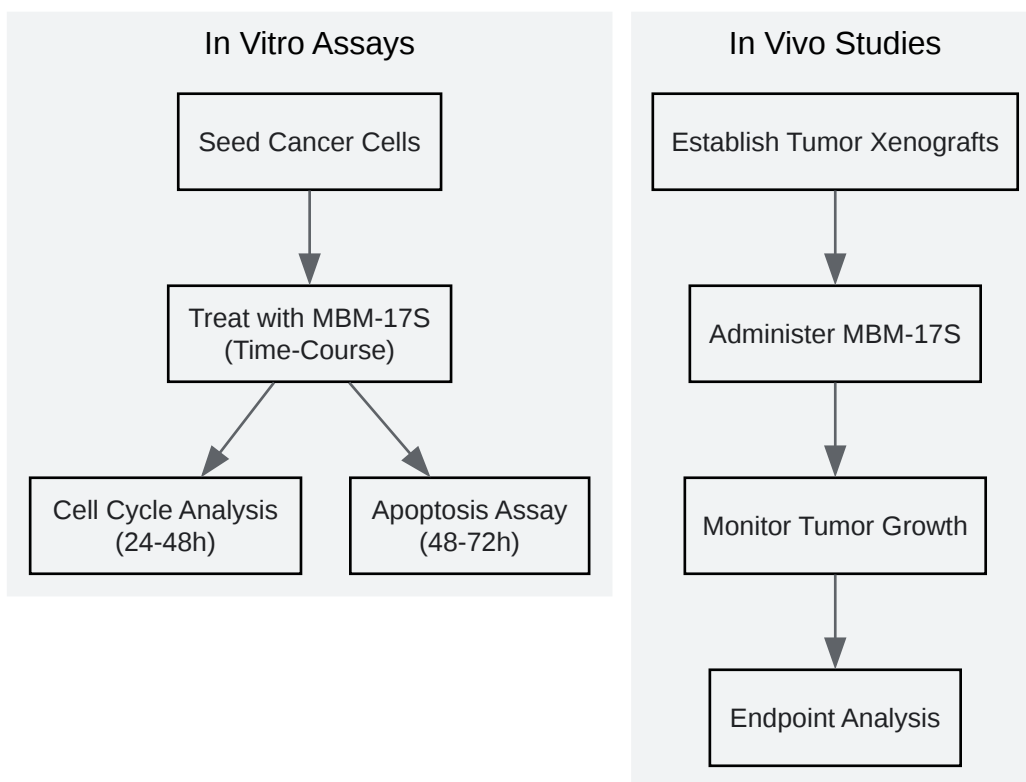 In Vitro Assays
Seed Cancer Cells
Treat with MBM-17S
(Time-Course)
Cell Cycle Analysis
(24-48h)
Apoptosis Assay
(48-72h)
In Vivo Studies
Establish Tumor Xenografts
Administer MBM-17S
Monitor Tumor Growth
Endpoint Analysis